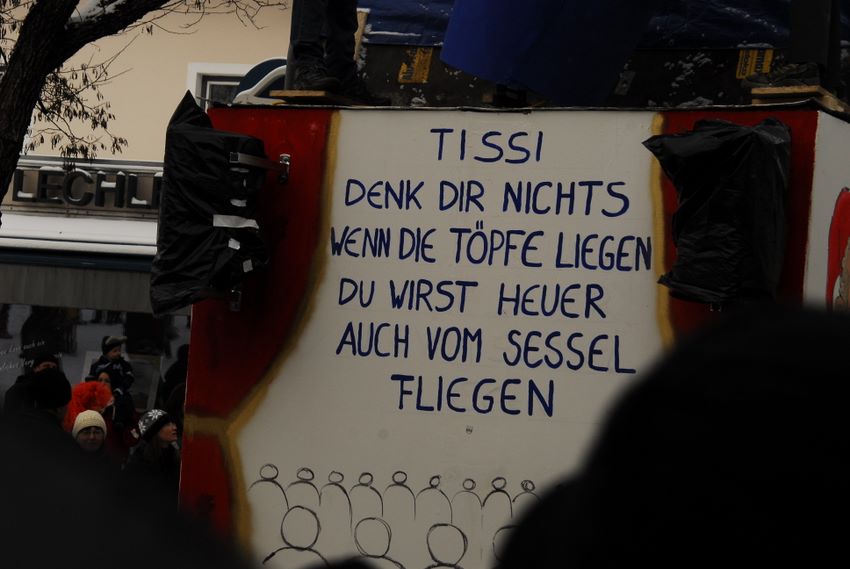 TISSI
DENK DIR NICHTS
WENN DIE TÖPFE LIEGEN
DU WIRST HEUER
AUCH VOM SESSEL
FLIEGEN